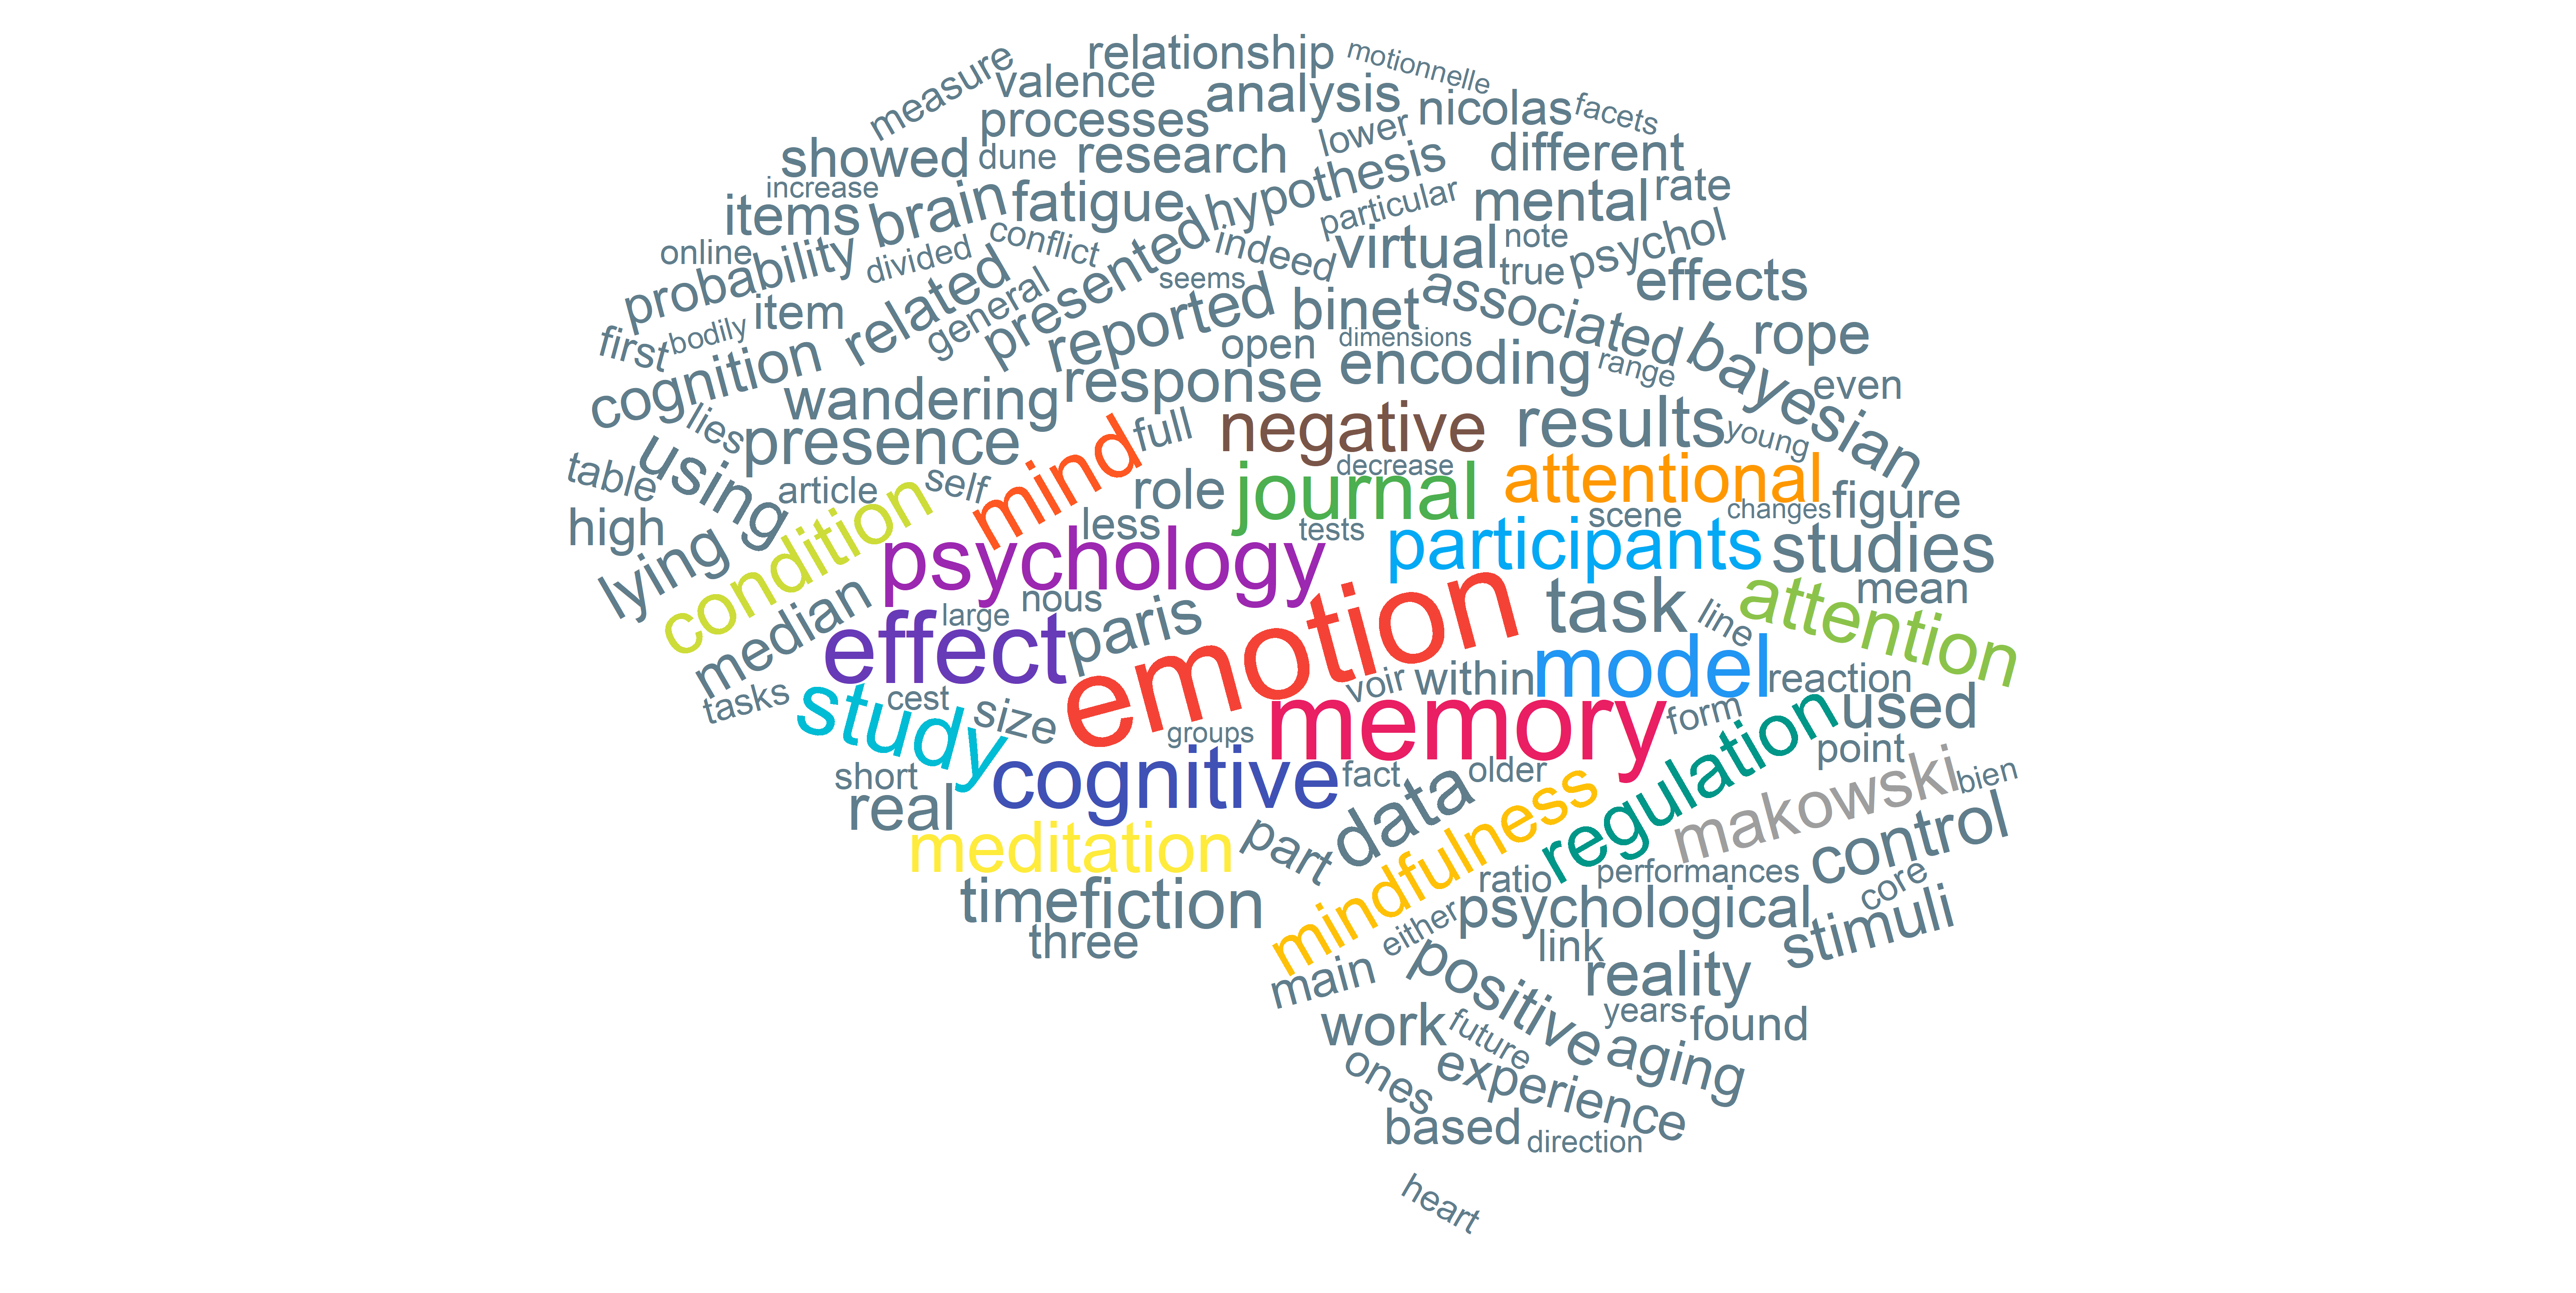 relationship
motionnelle
measure
valence
analysis
nicolas
facets
processes
lower
showed
dune
research
hypothesis
different
increase
items
brain
fatigue
particular
mental
rate
online
probability
divided
conflict
presented
indeed
virtual
note
psychol
true
effects
item
related
general
seems
reported
binet
associated
first
bodily
open
dimensions
rope
cognition
wandering
response
encoding
range
bayesian
even
lies
presence
mind
full
negative
results
young
table
using
article
self
role
journal
decrease
attentional
high
condition
less
tests
scene
changes
figure
lying
psychology
participants
studies
median
large
nous
paris
emotion
task
line
attention
mean
effect
tasks
study
cest
size
voir
within
model
reaction
groups
memory
form
used
short
cognitive
fact
older
regulation
point
real
data
mindfulness
makowski
bien
meditation
part
ratio
performances
control
core
time
fiction
either
psychological
stimuli
three
link
main
positive
reality
work
future
years
found
ones
experience
aging
based
direction
heart